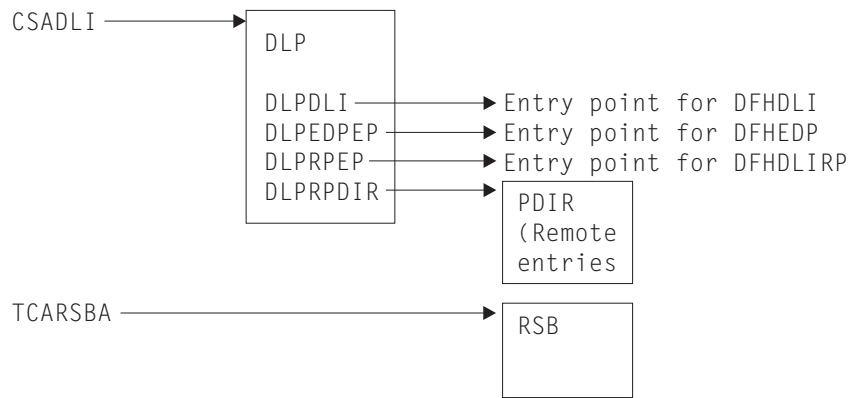 CSADLI
DLP
DLPDLI Entry point for DFHDLI
DLPEDPEP Entry point for DFHEDP
DLPRPEP Entry point for DFHDLIRP
DLPRPDIR
PDIR
(Remote
entries
TCARSBA
RSB